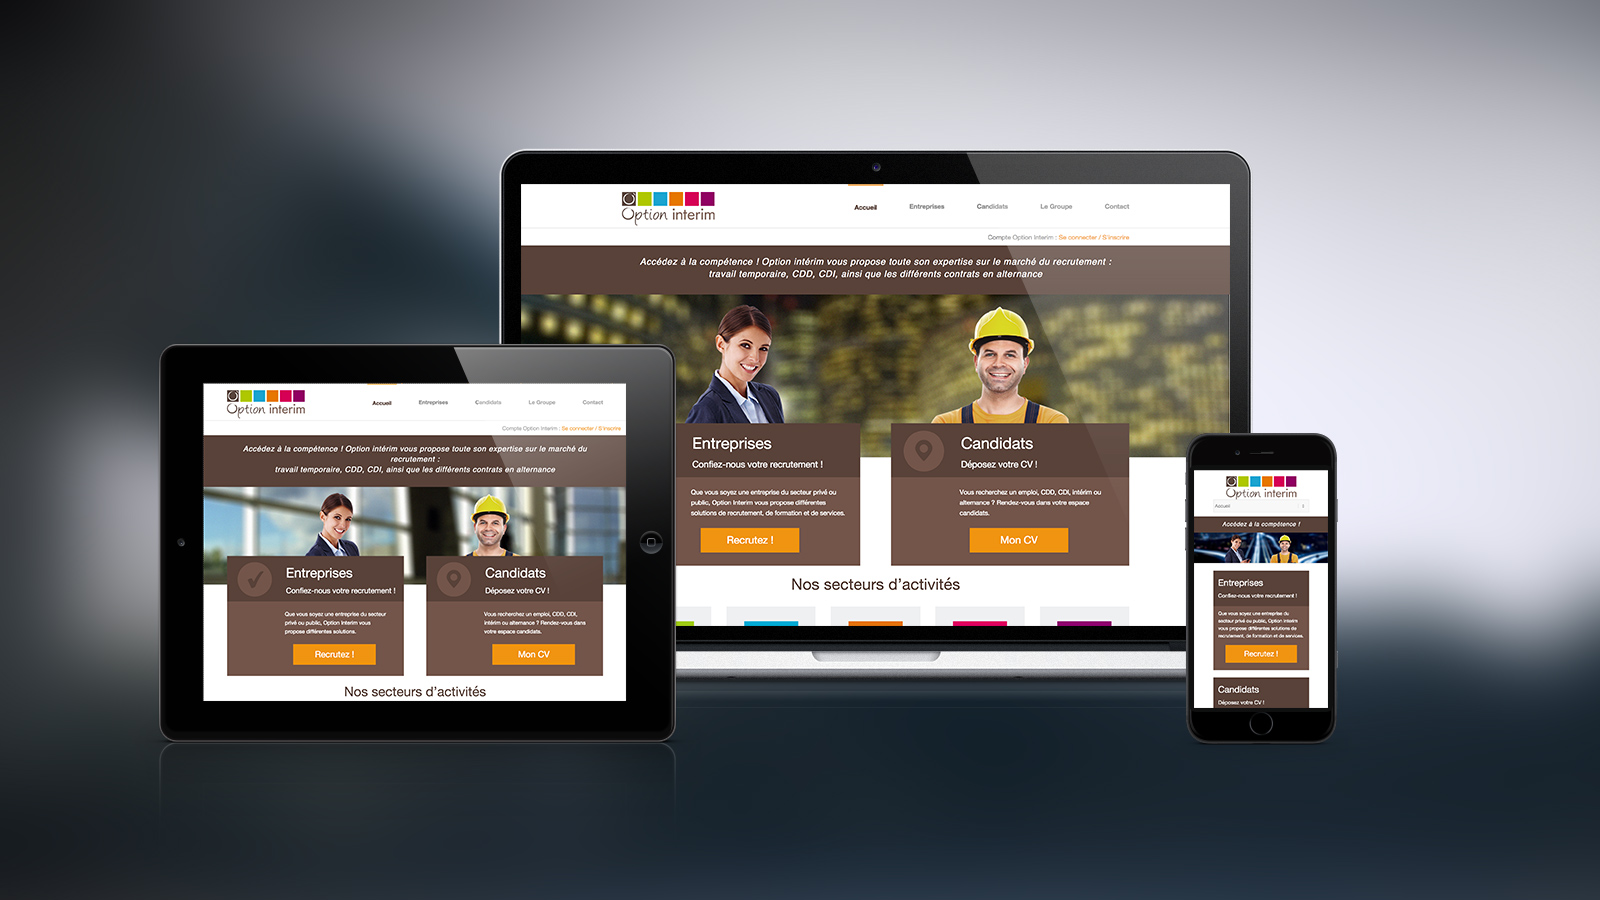 Option interim
Accueil Entreprises Candidats Le Groupe Contact
Compte Option Interim : Se connecter / S'inscrire
Accédez à la compétence ! Option intérim vous propose toute son expertise sur le marché du recrutement :
travail temporaire, CDD, CDI, ainsi que les différents contrats en alternance
Entreprises
Confiez-nous votre recrutement !
Que vous soyez une entreprise du secteur privé ou
public, Option Interim vous propose différentes
solutions de recrutement, de formation et de services.
Recrutez !
Candidats
Déposez votre CV !
Vous recherchez un emploi, CDD, CDI, intérim ou
alternance ? Rendez-vous dans votre espace
candidats.
Mon CV
Nos secteurs d'activités
Option interim
Accueil Entreprises Candidats Le Groupe Contact
Compte Option Interim : Se connecter / S'inscrire
Accédez à la compétence ! Option intérim vous propose toute son expertise sur le marché du
recrutement :
travail temporaire, CDD, CDI, ainsi que les différents contrats en alternance
Entreprises
Confiez-nous votre recrutement !
Que vous soyez une entreprise du secteur
privé ou public, Option Interim vous
propose différentes solutions.
Recrutez !
Candidats
Déposez votre CV !
Vous recherchez un emploi, CDD, CDI,
intérim ou alternance ? Rendez-vous dans
votre espace candidats.
Mon CV
Nos secteurs d'activités
Option interim
Accueil
Accédez à la compétence !
Entreprises
Confiez-nous votre recrutement !
Que vous soyez une entreprise du
secteur privé ou public, Option Interim
vous propose différentes solutions de
recrutement, de formation et de services.
Recrutez !
Candidats
Déposez votre CV !